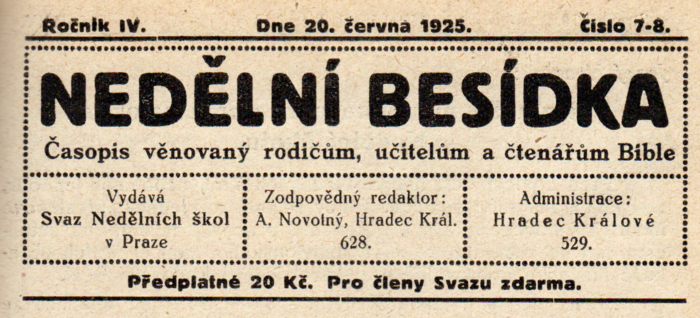 Ročník IV. Dne 20. června 1925. Číslo 7-8.
NEDĚLNÍ BESÍDKA
Časopis věnovaný rodičům, učitelům a čtenářům Bible
Vydává
Svaz Nedělních škol
v Praze
Zodpovědný redaktor:
A. Novotný, Hradec Král.
628.
Administrace:
Hradec Králové
529.
Předplatné 20 Kč. Pro členy Svazu zdarma.